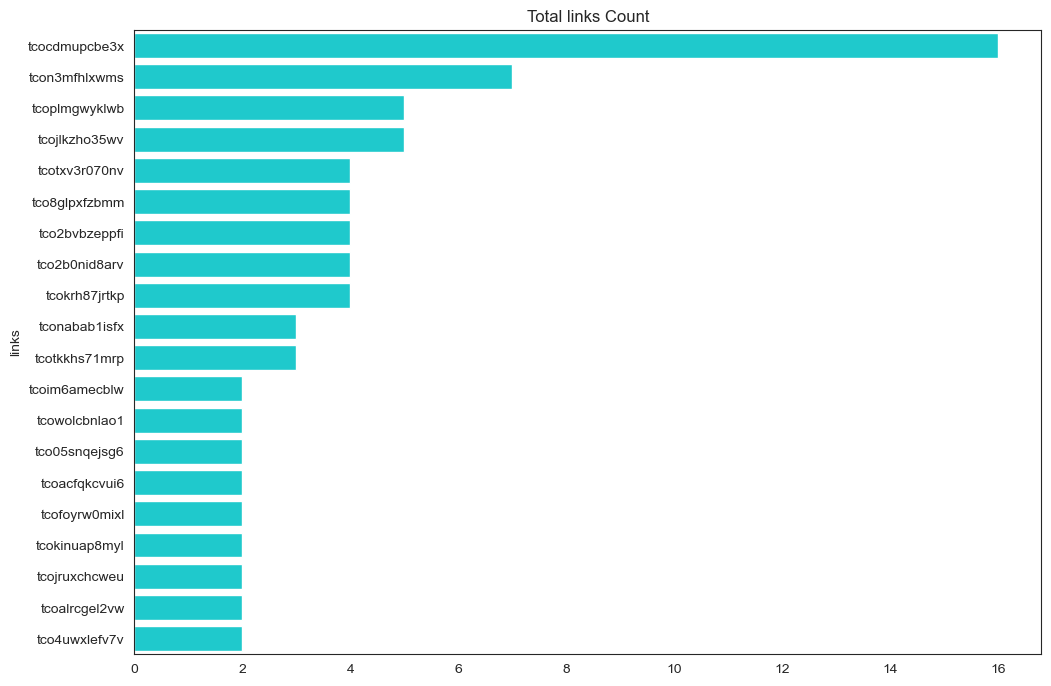 Total links Count
tcocdmupcbe3x
tcon3mfhlxwms
tcoplmgwyklwb
tcojlkzho35wv
tcotxv3r070nv
tco8glpxfzbmm
tco2bvbzeppfi
tco2b0nid8arv
tcokrh87jrtkp
tconabab1isfx
tcotkkhs71mrp
tcoim6amecblw
tcowolcbnlao1
tco05snqejsg6
tcoacfqkcvui6
tcofoyrw0mixl
tcokinuap8myl
tcojruxchcweu
tcoalrcgel2vw
tco4uwxlefv7v
links
0 2 4 6 8 10 12 14 16